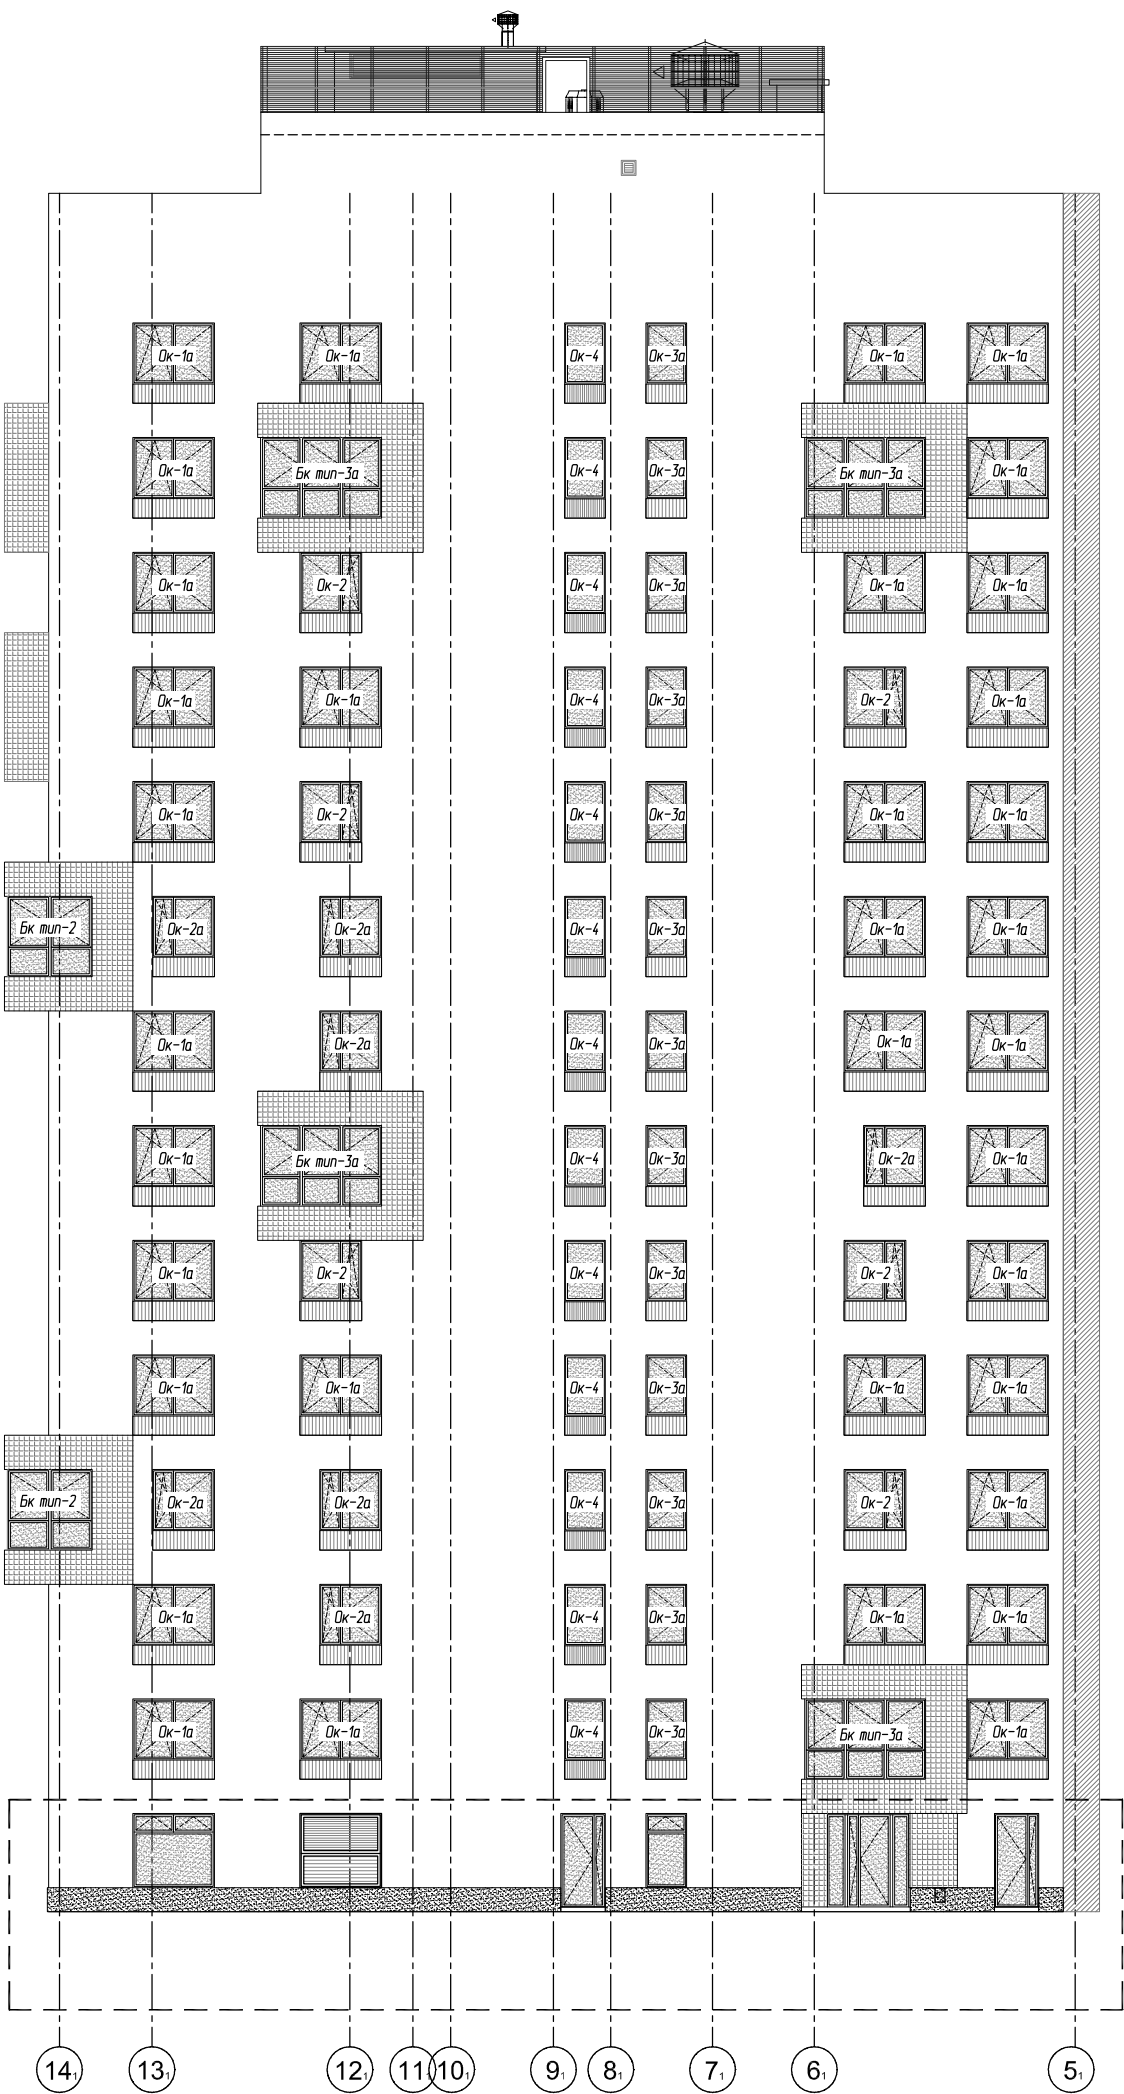 Ок-1а Ок-1а Ок-4 Ок-3а Ок-1а Ок-1а
Ок-1а Бк тип-3а Ок-4 Ок-3а Бк тип-3а Ок-1а
Ок-1а Ок-2 Ок-4 Ок-3а Ок-1а Ок-1а
Ок-1а Ок-1а Ок-4 Ок-3а Ок-2 Ок-1а
Ок-1а Ок-2 Ок-4 Ок-3а Ок-1а Ок-1а
Бк тип-2 Ок-2а Ок-2а Ок-4 Ок-3а Ок-1а Ок-1а
Ок-1а Ок-2а Ок-4 Ок-3а Ок-1а Ок-1а
Ок-1а Бк тип-3а Ок-4 Ок-3а Ок-2а Ок-1а
Ок-1а Ок-2 Ок-4 Ок-3а Ок-2 Ок-1а
Ок-1а Ок-1а Ок-4 Ок-3а Ок-1а Ок-1а
Бк тип-2 Ок-2а Ок-2а Ок-4 Ок-3а Ок-2 Ок-1а
Ок-1а Ок-2а Ок-4 Ок-3а Ок-1а Ок-1а
Ок-1а Ок-1а Ок-4 Ок-3а Бк тип-3а Ок-1а
14₁ 13₁ 12₁ 11₁ 10₁ 9₁ 8₁ 7₁ 6₁ 5₁